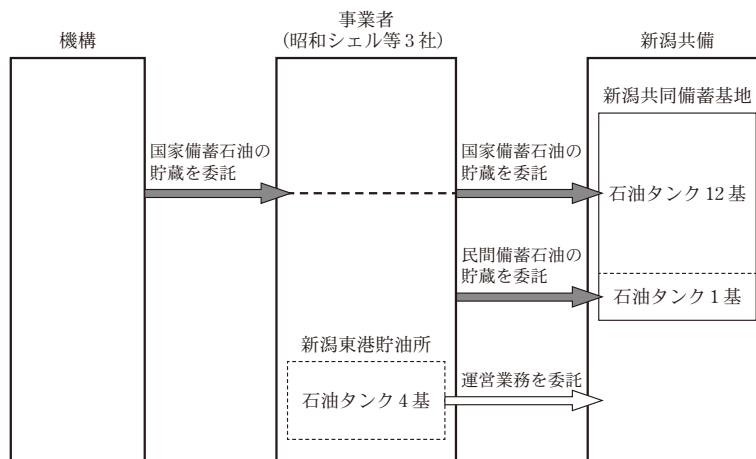 機構
事業者
(昭和シェル等3社)
新潟共備
新潟共同備蓄基地
国家備蓄石油の
貯蔵を委託
国家備蓄石油の
貯蔵を委託
石油タンク12基
民間備蓄石油の
貯蔵を委託
石油タンク1基
新潟東港貯油所
石油タンク4基
運営業務を委託